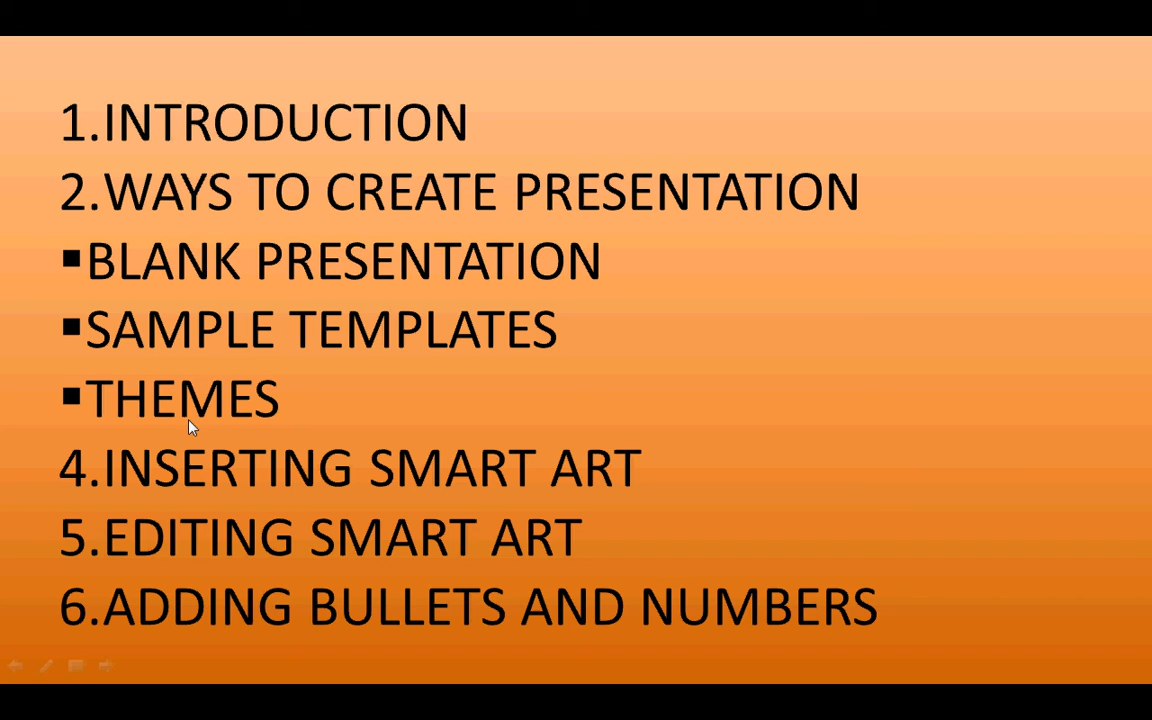 1.INTRODUCTION
2.WAYS TO CREATE PRESENTATION
▪BLANK PRESENTATION
▪SAMPLE TEMPLATES
▪THEMES
4.INSERTING SMART ART
5.EDITING SMART ART
6.ADDING BULLETS AND NUMBERS